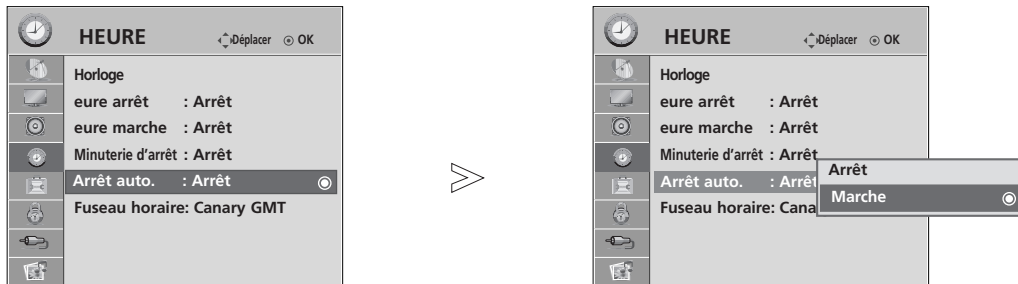 HEURE Déplacer OK
Horloge
eure arrêt : Arrêt
eure marche : Arrêt
Minuterie d’arrêt : Arrêt
Arrêt auto. : Arrêt
Fuseau horaire: Canary GMT
HEURE Déplacer OK
Horloge
eure arrêt : Arrêt
eure marche : Arrêt
Minuterie d’arrêt : Arrêt
Arrêt auto. : Arrêt
Fuseau horaire: Cana
Arrêt
Marche